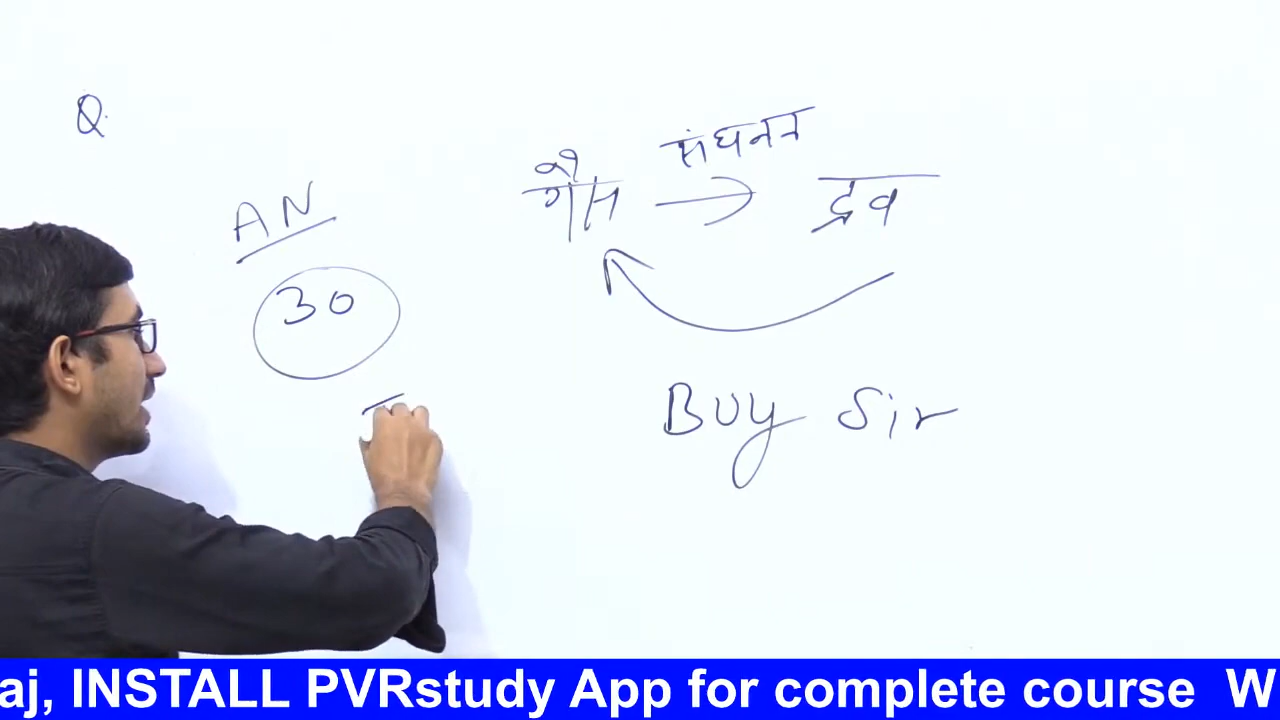 Q.
AN
30
गैस संघनन → द्रव
Buy Sir
aj, INSTALL PVRstudy App for complete course W